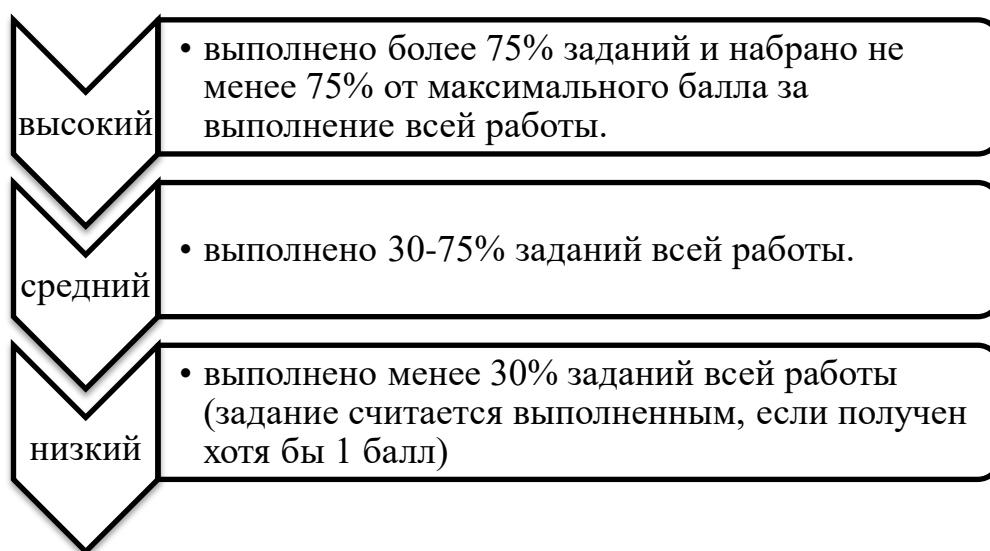 высокий
• выполнено более 75% заданий и набрано не
менее 75% от максимального балла за
выполнение всей работы.
средний
• выполнено 30-75% заданий всей работы.
низкий
• выполнено менее 30% заданий всей работы
(задание считается выполненным, если получен
хотя бы 1 балл)